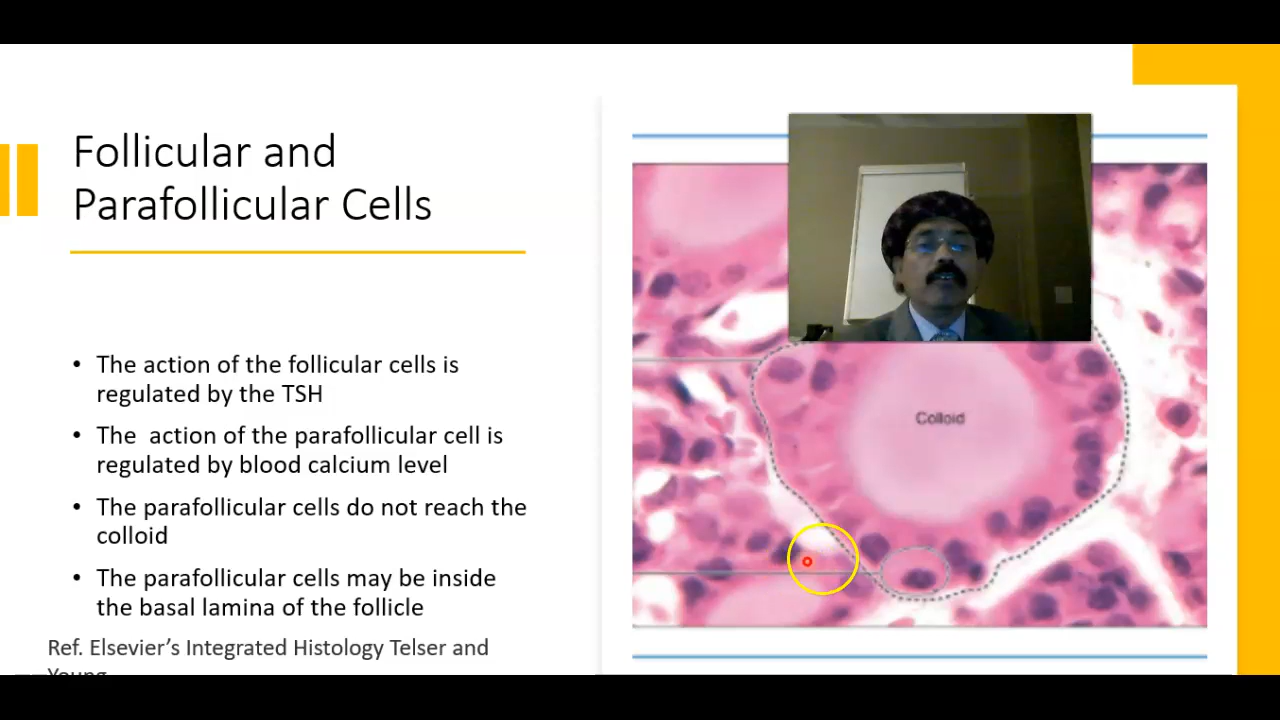 Follicular and
Parafollicular Cells
• The action of the follicular cells is
regulated by the TSH
• The  action of the parafollicular cell is
regulated by blood calcium level
• The parafollicular cells do not reach the
colloid
• The parafollicular cells may be inside
the basal lamina of the follicle
Ref. Elsevier's Integrated Histology Telser and
Young
Colloid